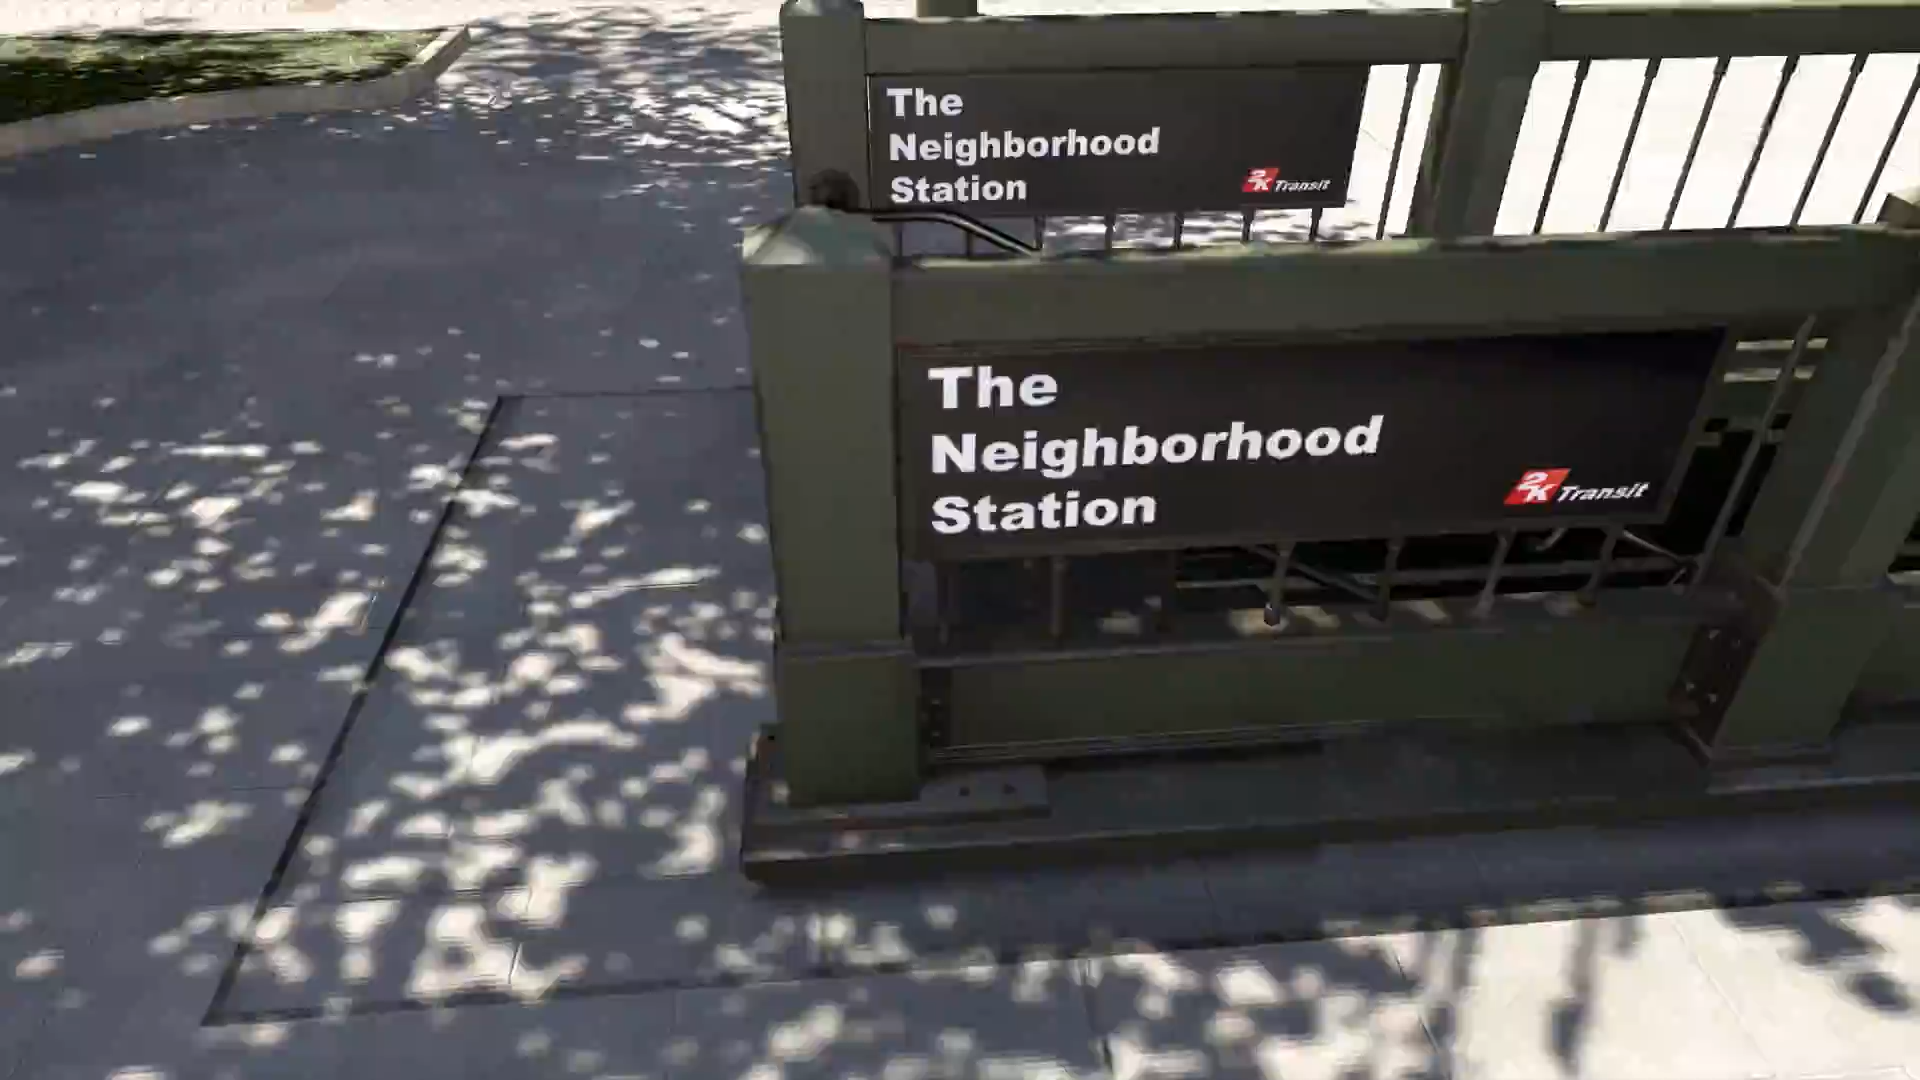 The
Neighborhood
Station
2K Transit
The
Neighborhood
Station
2K Transit